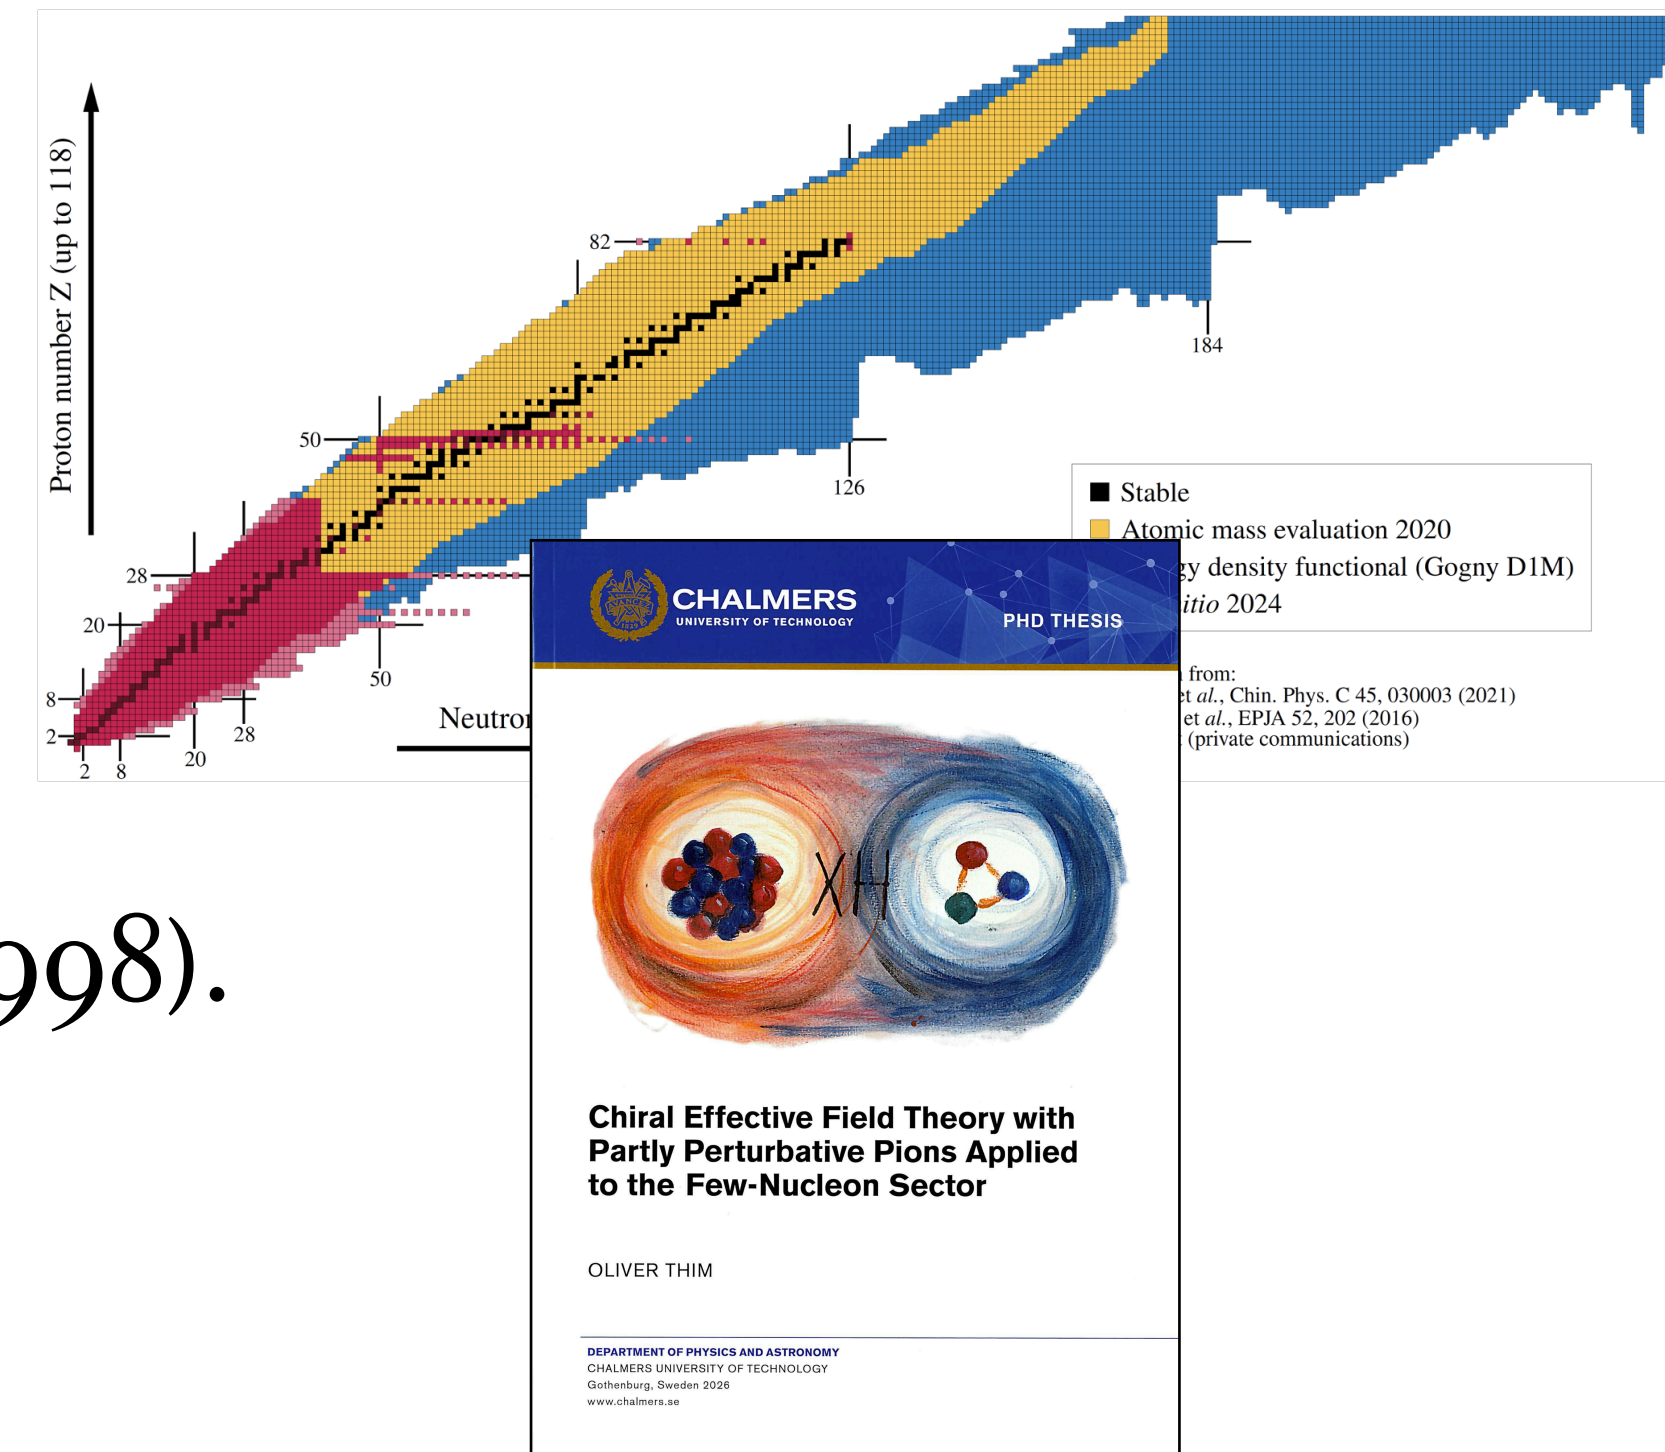 Proton number Z (up to 118)
82
50
28
20
8
2
2
8
20
28
50
126
184
Stable
Atomic mass evaluation 2020
gy density functional (Gogny D1M)
itio 2024
from:
et al., Chin. Phys. C 45, 030003 (2021)
et al., EPJA 52, 202 (2016)
(private communications)
Neutron
CHALMERS
UNIVERSITY OF TECHNOLOGY
PHD THESIS
XH
998).
Chiral Effective Field Theory with
Partly Perturbative Pions Applied
to the Few-Nucleon Sector
OLIVER THIM
DEPARTMENT OF PHYSICS AND ASTRONOMY
CHALMERS UNIVERSITY OF TECHNOLOGY
Gothenburg, Sweden 2026
www.chalmers.se